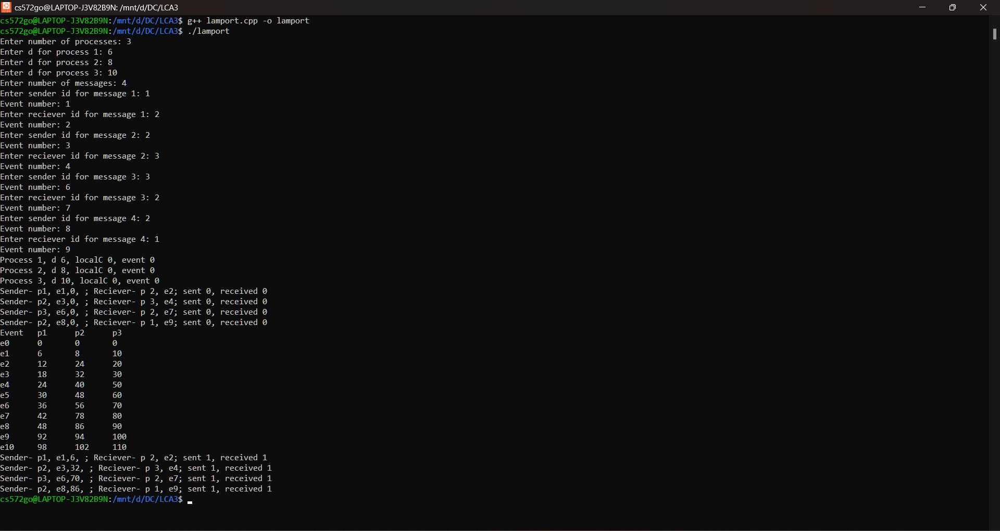 cs572go@LAPTOP-J3V82B9N: /mnt/d/DC/LCA3
cs572go@LAPTOP-J3V82B9N:/mnt/d/DC/LCA3$ g++ lamport.cpp -o lamport
cs572go@LAPTOP-J3V82B9N:/mnt/d/DC/LCA3$ ./lamport
Enter number of processes: 3
Enter d for process 1: 6
Enter d for process 2: 8
Enter d for process 3: 10
Enter number of messages: 4
Enter sender id for message 1: 1
Event number: 1
Enter reciever id for message 1: 2
Event number: 2
Enter sender id for message 2: 2
Event number: 3
Enter reciever id for message 2: 3
Event number: 4
Enter sender id for message 3: 3
Event number: 6
Enter reciever id for message 3: 2
Event number: 7
Enter sender id for message 4: 2
Event number: 8
Enter reciever id for message 4: 1
Event number: 9
Process 1, d 6, localC 0, event 0
Process 2, d 8, localC 0, event 0
Process 3, d 10, localC 0, event 0
Sender- p1, e1,0, ; Reciever- p 2, e2; sent 0, received 0
Sender- p2, e3,0, ; Reciever- p 3, e4; sent 0, received 0
Sender- p3, e6,0, ; Reciever- p 2, e7; sent 0, received 0
Sender- p2, e8,0, ; Reciever- p 1, e9; sent 0, received 0
Event   p1      p2      p3
e0      0       0       0
e1      6       8       10
e2      12      24      20
e3      18      32      30
e4      24      40      50
e5      30      48      60
e6      36      56      70
e7      42      78      80
e8      48      86      90
e9      92      94      100
e10     98      102     110
Sender- p1, e1,6, ; Reciever- p 2, e2; sent 1, received 1
Sender- p2, e3,32, ; Reciever- p 3, e4; sent 1, received 1
Sender- p3, e6,70, ; Reciever- p 2, e7; sent 1, received 1
Sender- p2, e8,86, ; Reciever- p 1, e9; sent 1, received 1
cs572go@LAPTOP-J3V82B9N:/mnt/d/DC/LCA3$